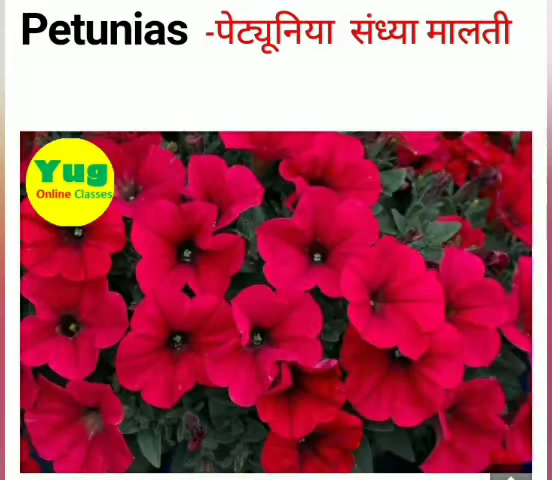 Petunias -पेट्यूनिया संध्या मालती
Yug
Online Classes